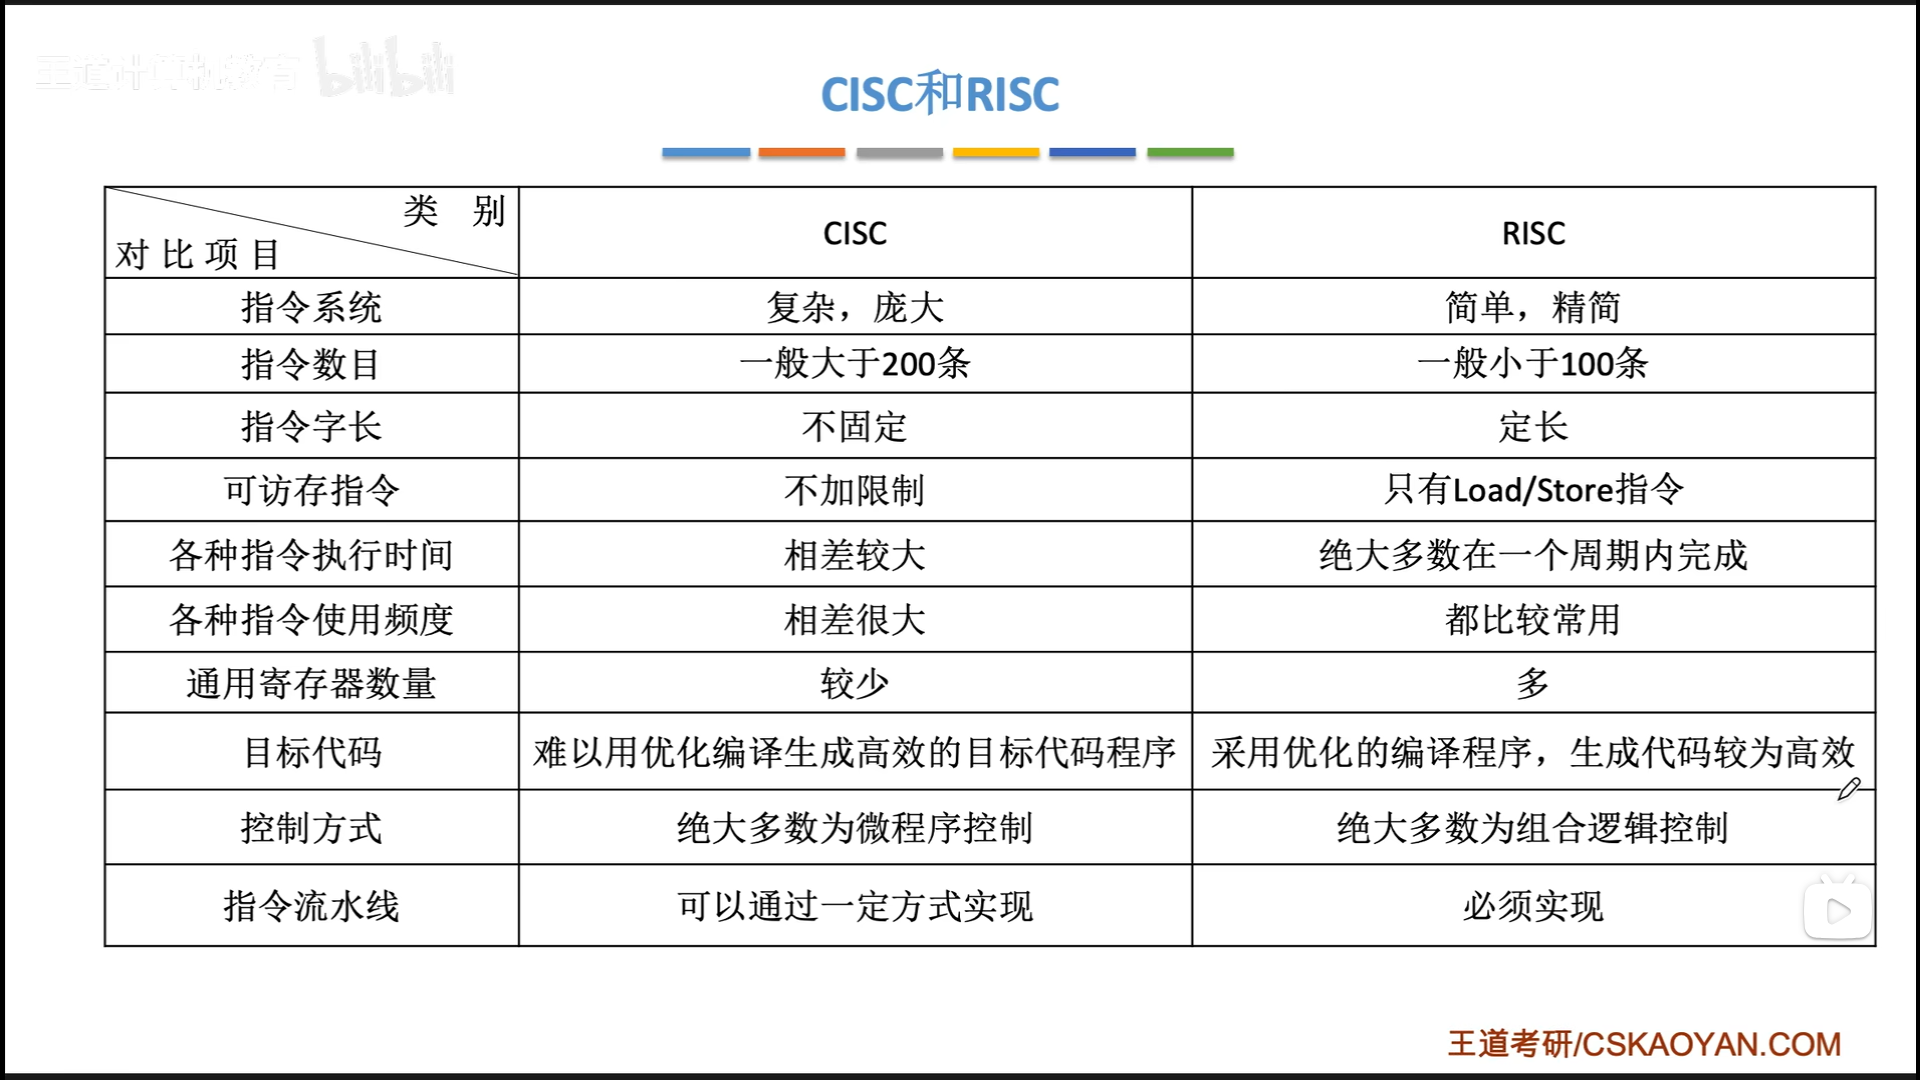 王道计算机教育 bilibili
CISC和RISC
类 别
对比项目
CISC
RISC
指令系统
复杂，庞大
简单，精简
指令数目
一般大于200条
一般小于100条
指令字长
不固定
定长
可访存指令
不加限制
只有Load/Store指令
各种指令执行时间
相差较大
绝大多数在一个周期内完成
各种指令使用频度
相差很大
都比较常用
通用寄存器数量
较少
多
目标代码
难以用优化编译生成高效的目标代码程序
采用优化的编译程序，生成代码较为高效
控制方式
绝大多数为微程序控制
绝大多数为组合逻辑控制
指令流水线
可以通过一定方式实现
必须实现
王道考研/CSKAOYAN.COM